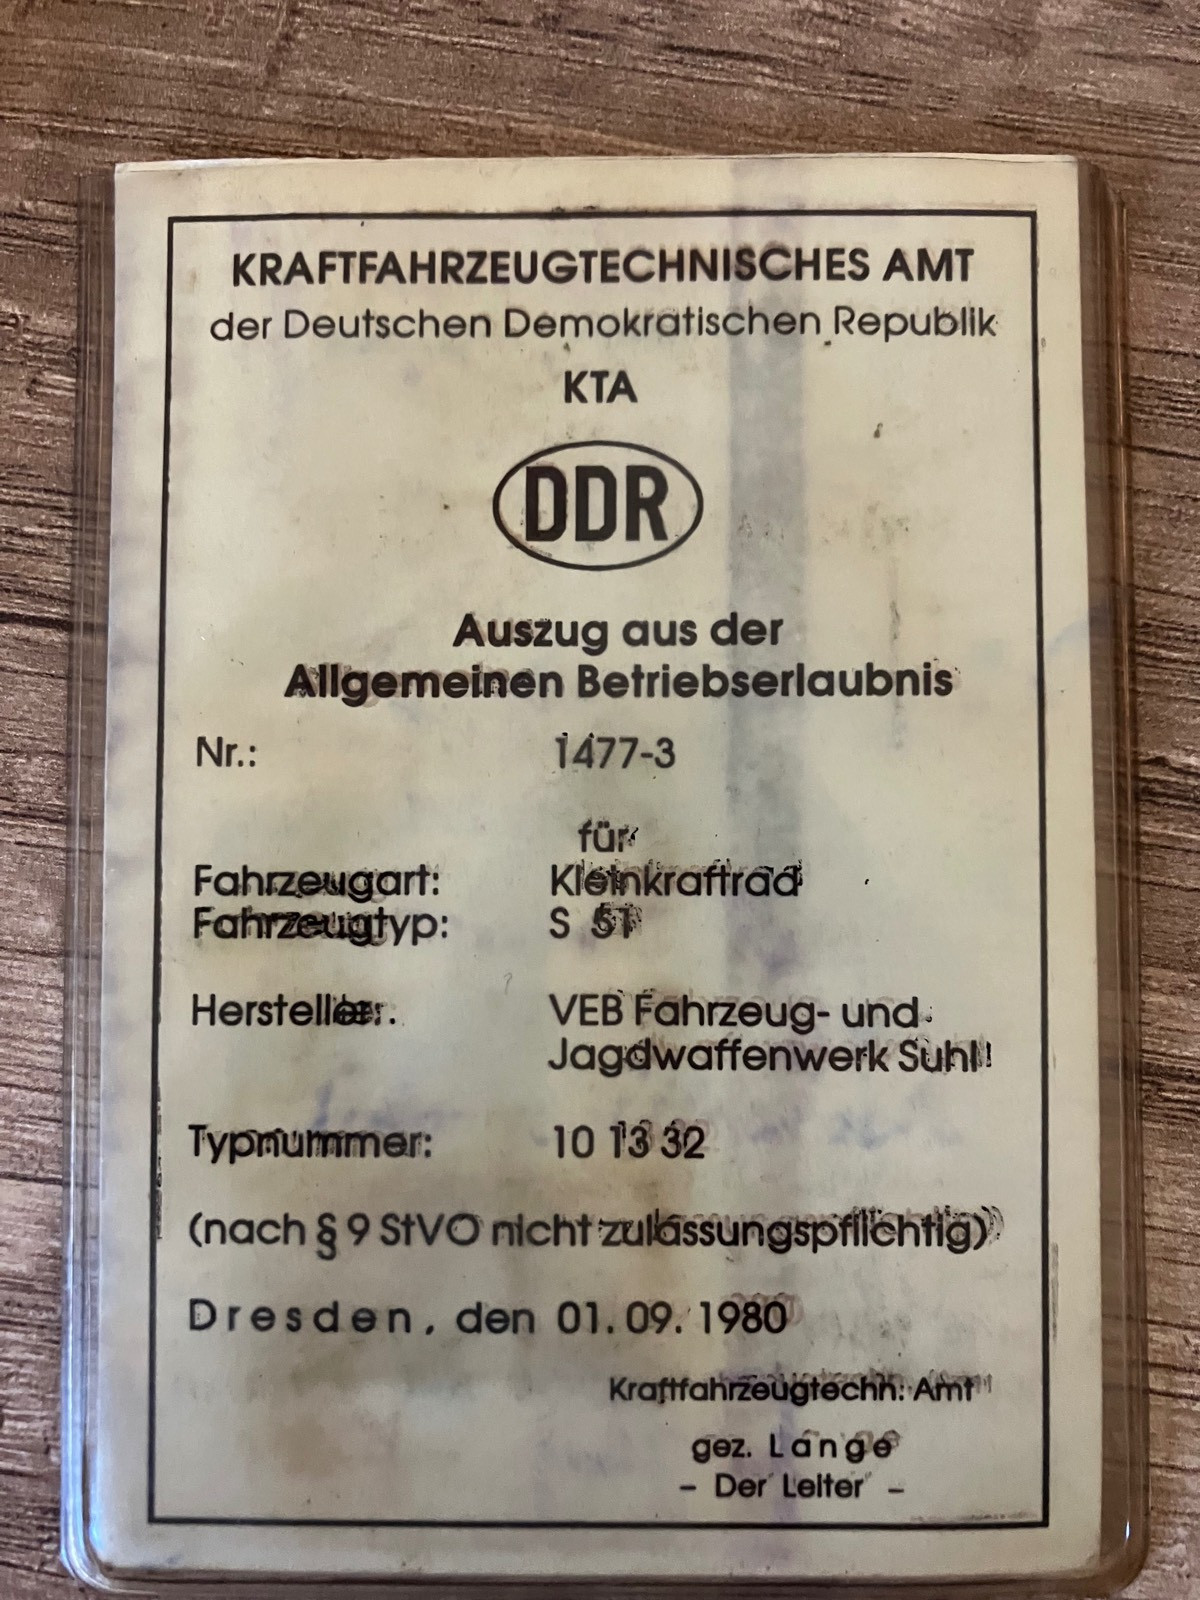 KRAFTFAHRZEUGTECHNISCHES AMT
der Deutschen Demokratischen Republik
KTA
DDR
Auszug aus der
Allgemeinen Betriebserlaubnis
Nr.: 1477-3
für
Fahrzeugart: Kleinkraftrad
Fahrzeugtyp: S 51
Hersteller: VEB Fahrzeug- und
Jagdwaffenwerk Suhl
Typnummer: 10 13 32
(nach § 9 StVO nicht zulassungspflichtig)
Dresden, den 01. 09. 1980
Kraftfahrzeugtechn. Amt
gez. Lange
- Der Leiter -